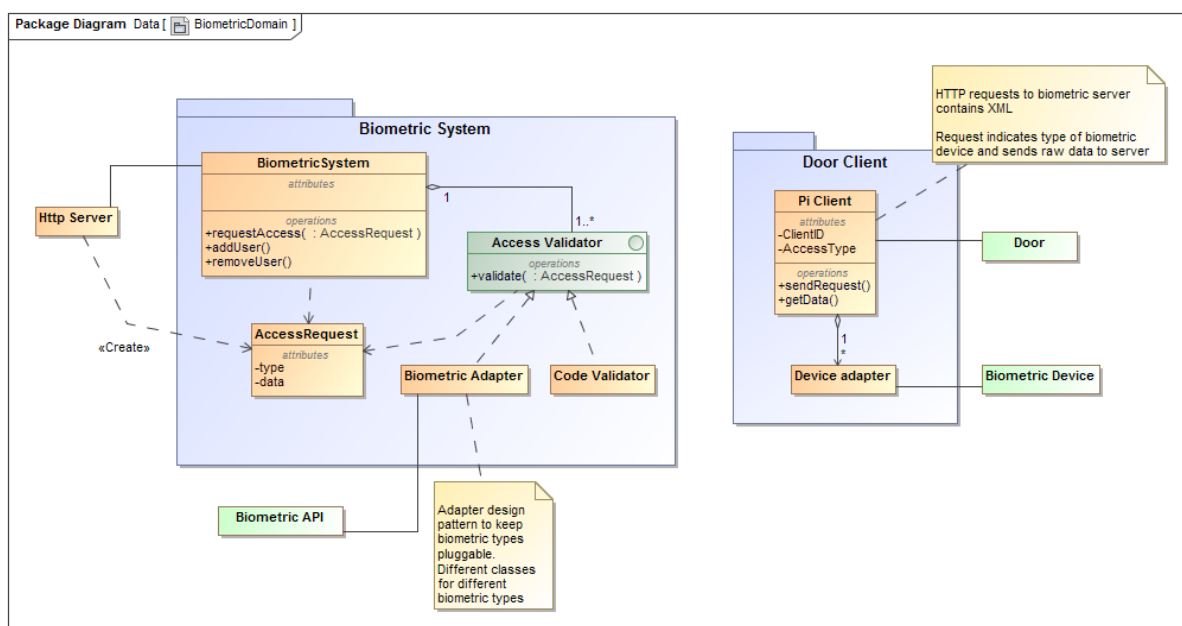 Package Diagram Data [ BiometricDomain ]
Biometric System
BiometricSystem
attributes
operations
+requestAccess( : AccessRequest )
+addUser()
+removeUser()
1
1..*
Http Server
Access Validator
operations
+validate( : AccessRequest )
«Create»
AccessRequest
attributes
-type
-data
Biometric Adapter
Code Validator
Biometric API
Adapter design
pattern to keep
biometric types
pluggable.
Different classes
for different
biometric types
HTTP requests to biometric server
contains XML
Request indicates type of biometric
device and sends raw data to server
Door Client
Pi Client
attributes
-ClientID
-AccessType
operations
+sendRequest()
+getData()
Door
1
*
Device adapter
Biometric Device